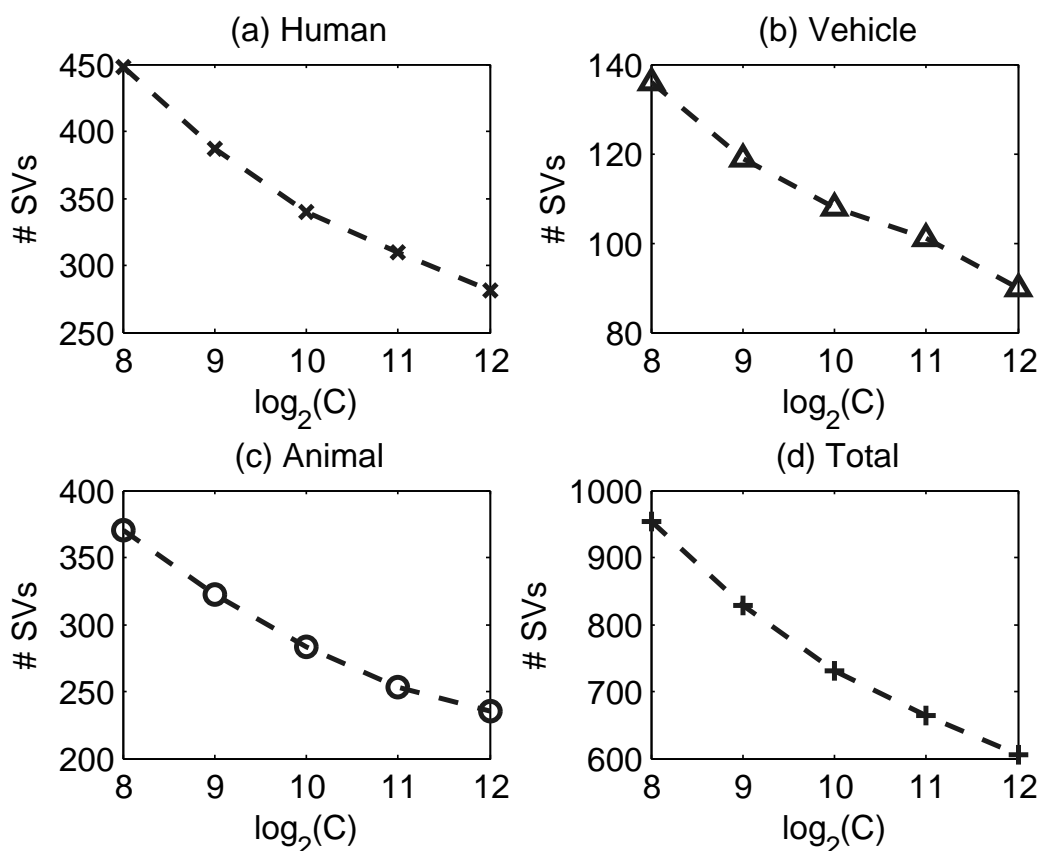 (a) Human
450
400
350
300
250
# SVs
8 9 10 11 12
log2(C)
(b) Vehicle
140
120
100
80
# SVs
8 9 10 11 12
log2(C)
(c) Animal
400
350
300
250
200
# SVs
8 9 10 11 12
log2(C)
(d) Total
1000
900
800
700
600
# SVs
8 9 10 11 12
log2(C)